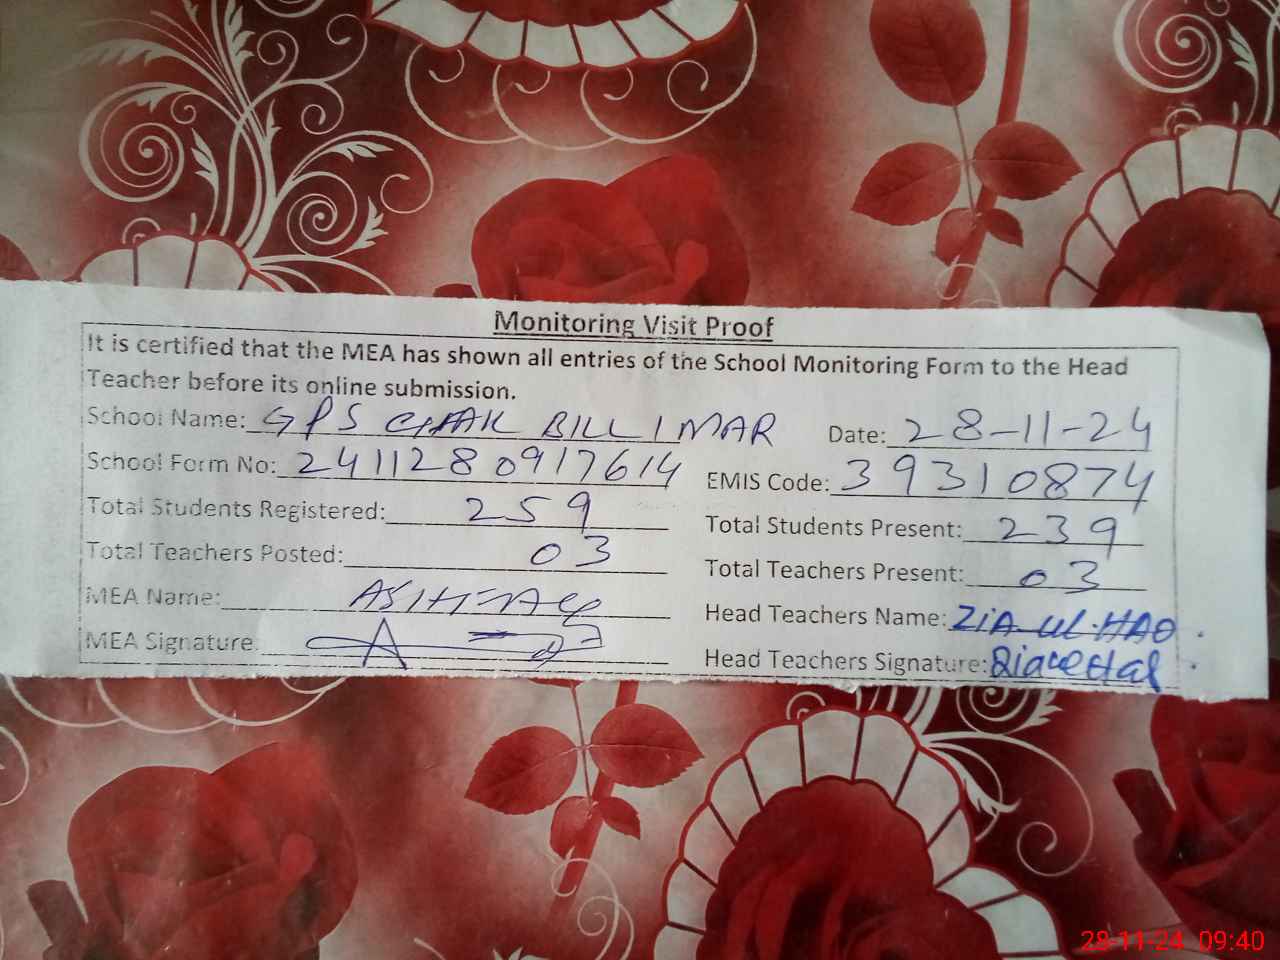 Monitoring Visit Proof
It is certified that the MEA has shown all entries of the School Monitoring Form to the Head
Teacher before its online submission.
School Name: GPS CHAK BILLI MAR Date: 28-11-24
School Form No: 2411280917614 EMIS Code: 39310874
Total Students Registered: 259 Total Students Present: 239
Total Teachers Posted: 03 Total Teachers Present: 03
MEA Name: Head Teachers Name: ZiA-Ul-HAQ
MEA Signature: Head Teachers Signature:
28-11-24 09:40